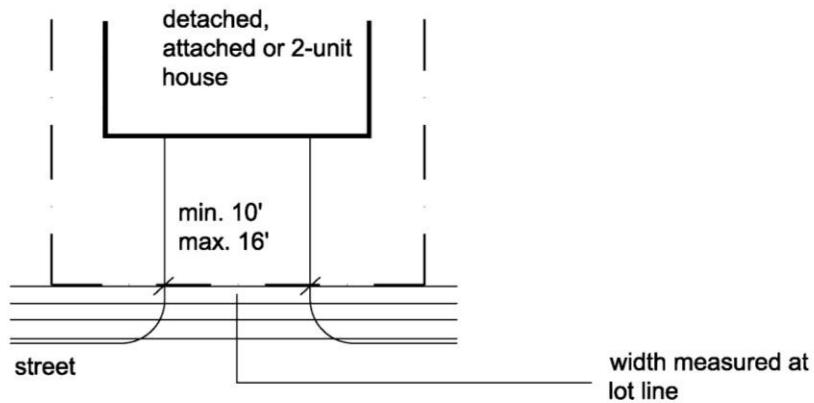 detached,
attached or 2-unit
house
min. 10'
max. 16'
street
width measured at
lot line